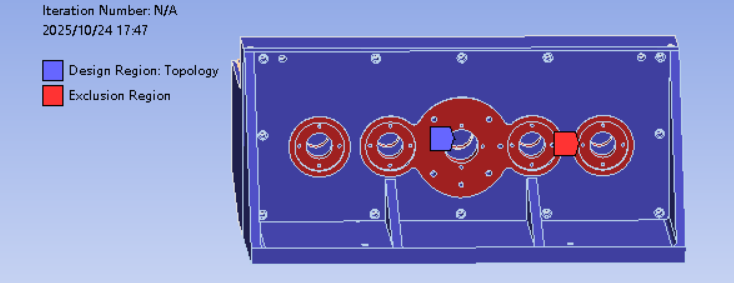 Iteration Number: N/A
2025/10/24 17:47
Design Region: Topology
Exclusion Region